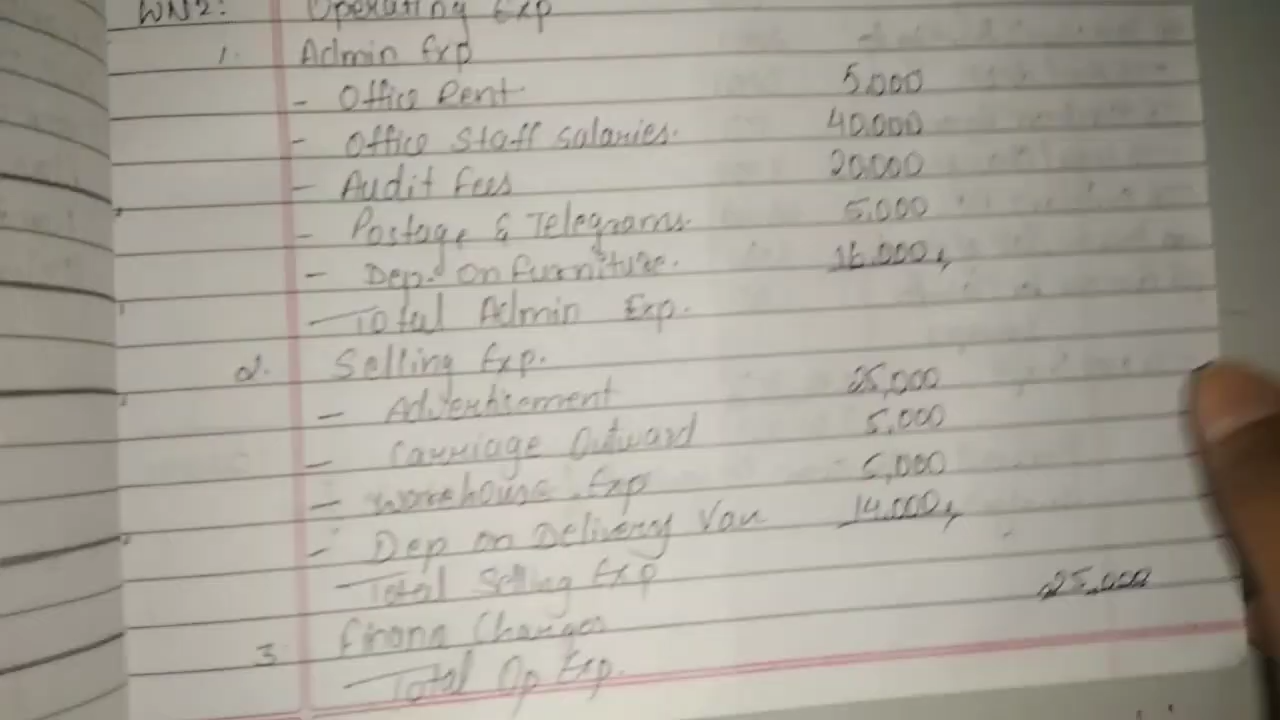 WN2: Operating Exp
1. Admin Exp
- Office Rent 5,000
- Office Staff Salaries. 40,000
- Audit Fees 20,000
- Postage & Telegrams. 5,000
- Dep. on furniture. 16,000
Total Admin Exp.
2. Selling Exp.
- Advertisement 25,000
- Carriage Outward 5,000
- Warehouse Exp 6,000
- Dep on Delivery Van 14,000
Total Selling Exp
3 Charges 25,000
Total Op Exp.